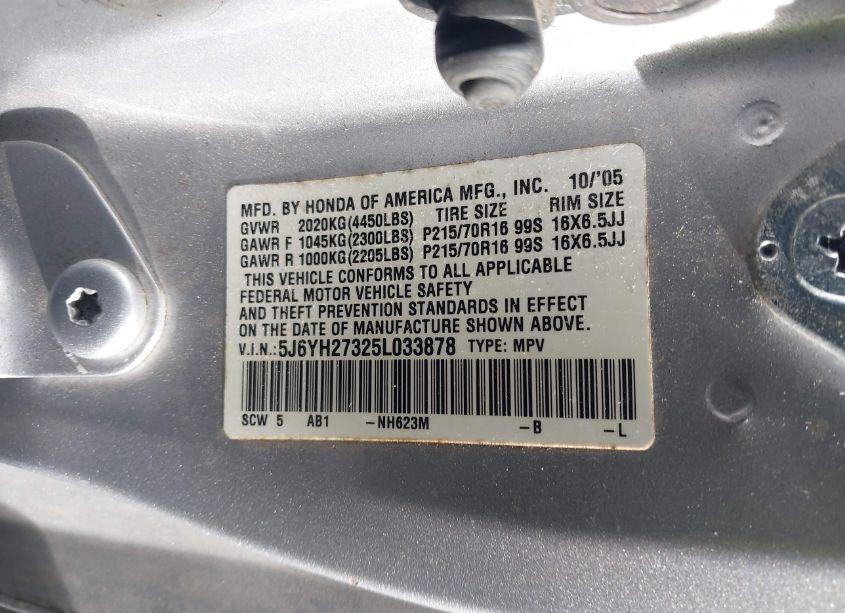 MFD. BY HONDA OF AMERICA MFG., INC. 10/'05
GVWR 2020KG(4450LBS) TIRE SIZE RIM SIZE
GAWR F 1045KG(2300LBS) P215/70R16 99S 16X6.5JJ
GAWR R 1000KG(2205LBS) P215/70R16 99S 16X6.5JJ
THIS VEHICLE CONFORMS TO ALL APPLICABLE
FEDERAL MOTOR VEHICLE SAFETY
AND THEFT PREVENTION STANDARDS IN EFFECT
ON THE DATE OF MANUFACTURE SHOWN ABOVE.
V.I.N.:5J6YH27325L033878 TYPE: MPV
SCW 5 AB1 -NH623M -B -L